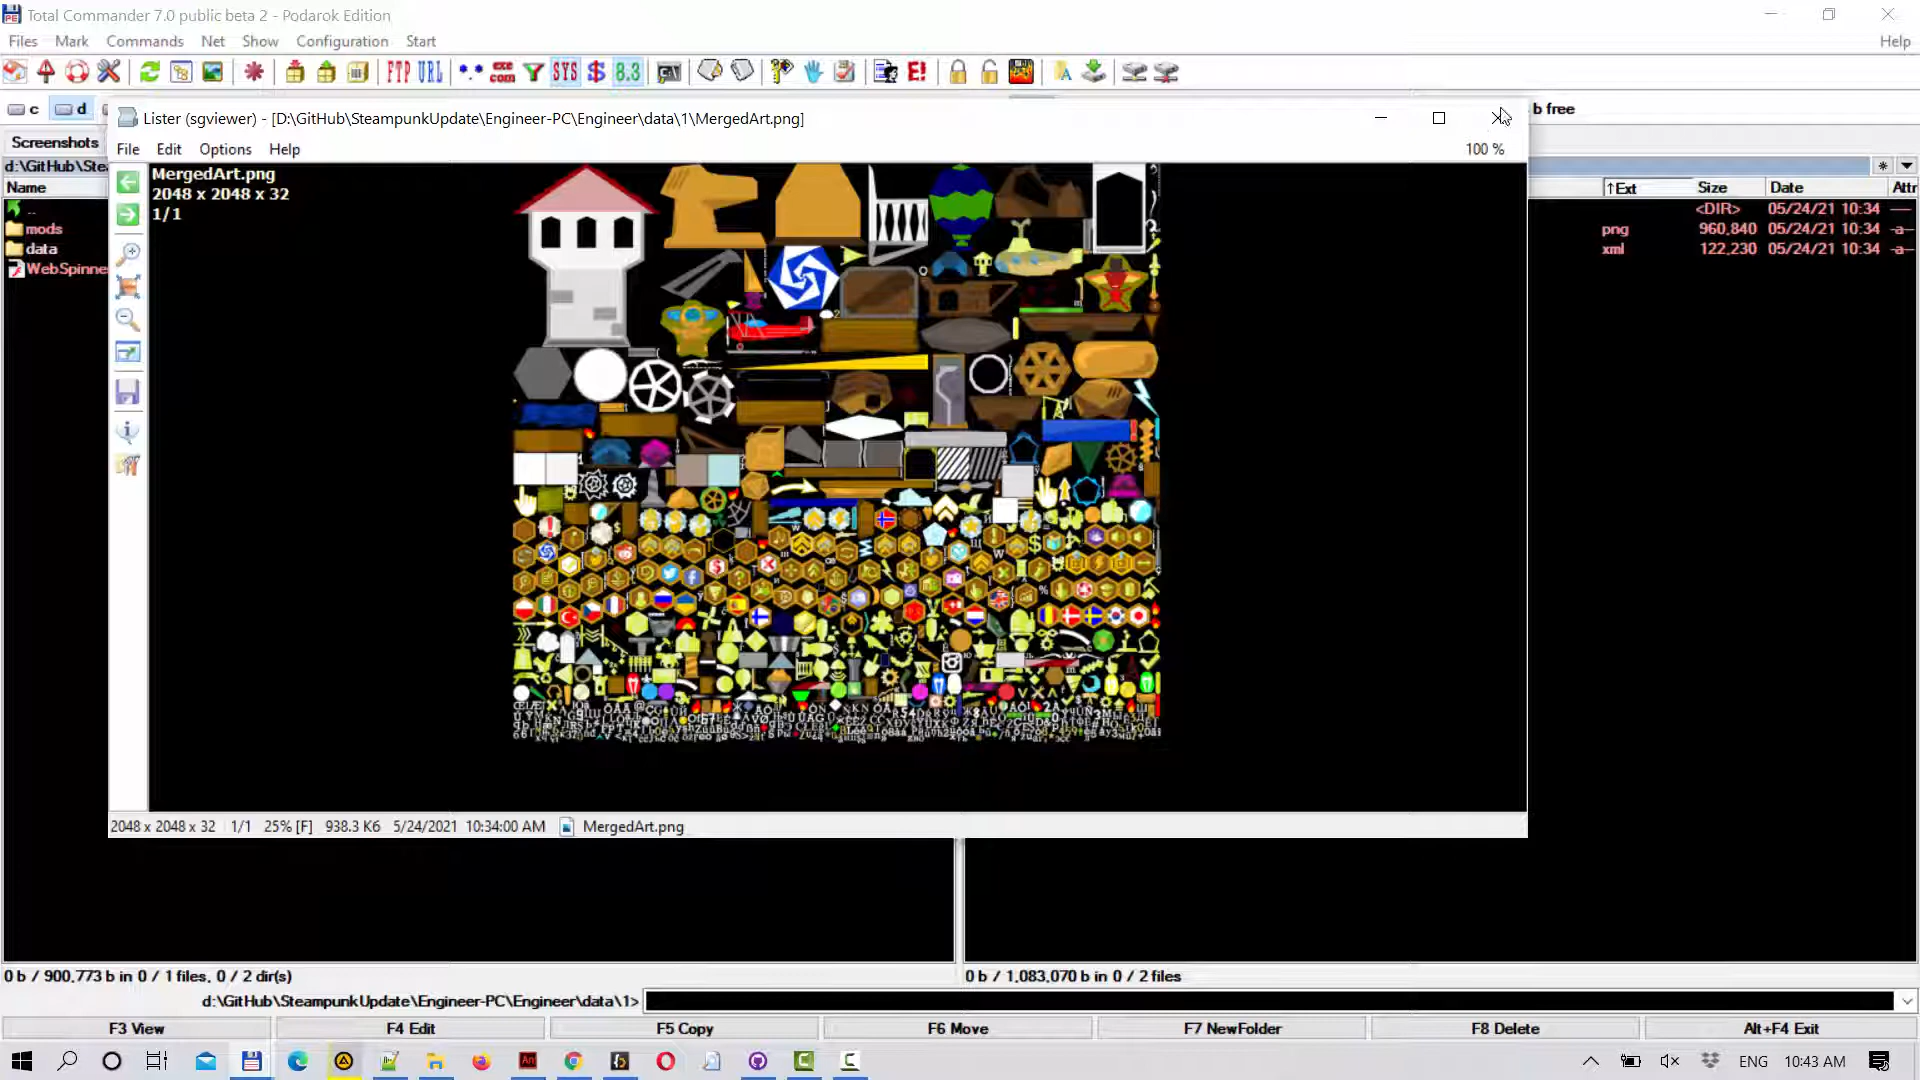 Total Commander 7.0 public beta 2 - Podarok Edition
Files Mark Commands Net Show Configuration Start Help
FTP URL exe com SYS $ 8.3 E!
c d b free
Lister (sgviewer) - [D:\GitHub\SteampunkUpdate\Engineer-PC\Engineer\data\1\MergedArt.png]
Screenshots
File Edit Options Help 100 %
d:\GitHub\Ste
Name ↑Ext Size Date Attr
MergedArt.png
2048 x 2048 x 32
1/1
.. <DIR> 05/24/21 10:34 ----
mods png 960,840 05/24/21 10:34 -a--
data xml 122,230 05/24/21 10:34 -a--
WebSpinne
2048 x 2048 x 32 1/1 25% [F] 938.3 K6 5/24/2021 10:34:00 AM MergedArt.png
0 b / 900,773 b in 0 / 1 files, 0 / 2 dir(s) 0 b / 1,083,070 b in 0 / 2 files
d:\GitHub\SteampunkUpdate\Engineer-PC\Engineer\data\1>
F3 View F4 Edit F5 Copy F6 Move F7 NewFolder F8 Delete Alt+F4 Exit
ENG 10:43 AM